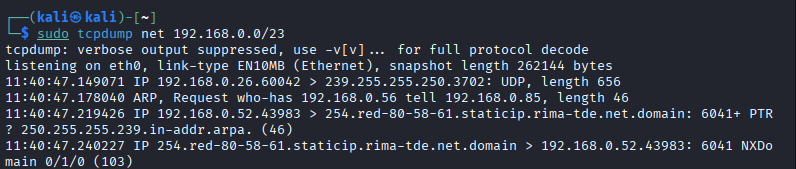 ┌──(kali㉿kali)-[~]
└─$ sudo tcpdump net 192.168.0.0/23
tcpdump: verbose output suppressed, use -v[v]... for full protocol decode
listening on eth0, link-type EN10MB (Ethernet), snapshot length 262144 bytes
11:40:47.149071 IP 192.168.0.26.60042 > 239.255.255.250.3702: UDP, length 656
11:40:47.178040 ARP, Request who-has 192.168.0.56 tell 192.168.0.85, length 46
11:40:47.219426 IP 192.168.0.52.43983 > 254.red-80-58-61.staticip.rima-tde.net.domain: 6041+ PTR
? 250.255.255.239.in-addr.arpa. (46)
11:40:47.240227 IP 254.red-80-58-61.staticip.rima-tde.net.domain > 192.168.0.52.43983: 6041 NXDo
main 0/1/0 (103)